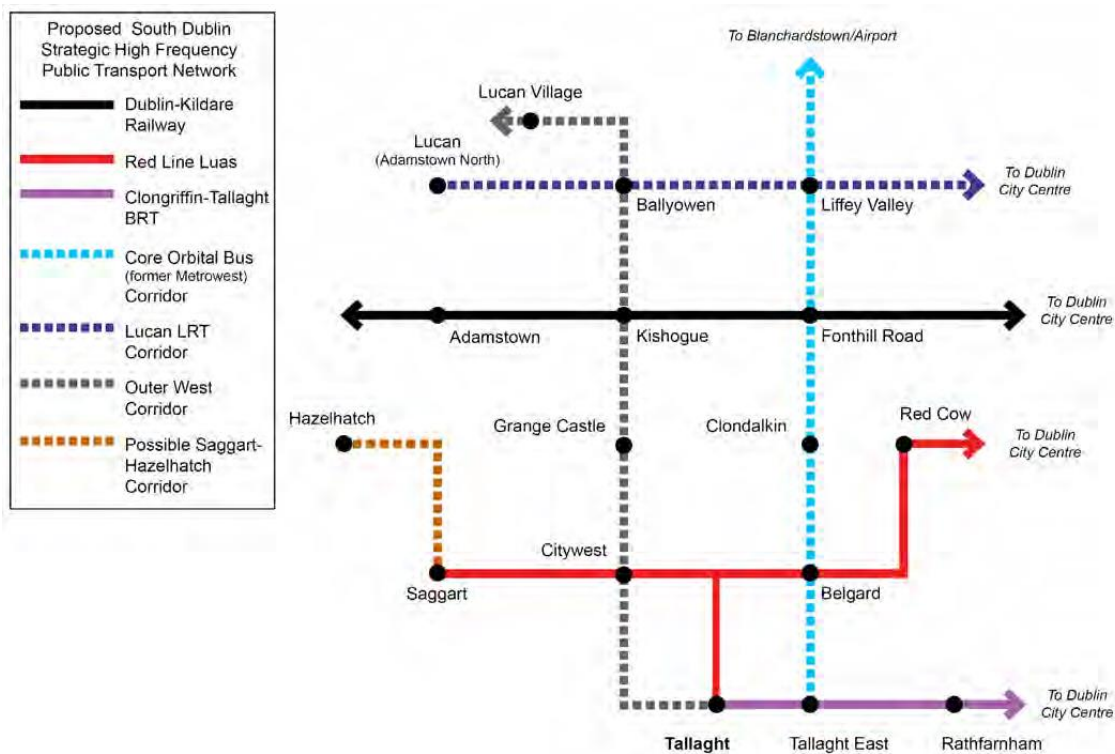 Proposed South Dublin
Strategic High Frequency
Public Transport Network
Dublin-Kildare
Railway
Red Line Luas
Clongriffin-Tallaght
BRT
Core Orbital Bus
(former Metrowest)
Corridor
Lucan LRT
Corridor
Outer West
Corridor
Possible Saggart-
Hazelhatch
Corridor
To Blanchardstown/Airport
Lucan Village
Lucan
(Adamstown North)
Ballyowen
Liffey Valley
To Dublin
City Centre
Adamstown
Kishogue
Fonthill Road
To Dublin
City Centre
Hazelhatch
Grange Castle
Clondalkin
Red Cow
To Dublin
City Centre
Citywest
Saggart
Belgard
To Dublin
City Centre
Tallaght
Tallaght East
Rathfarnham